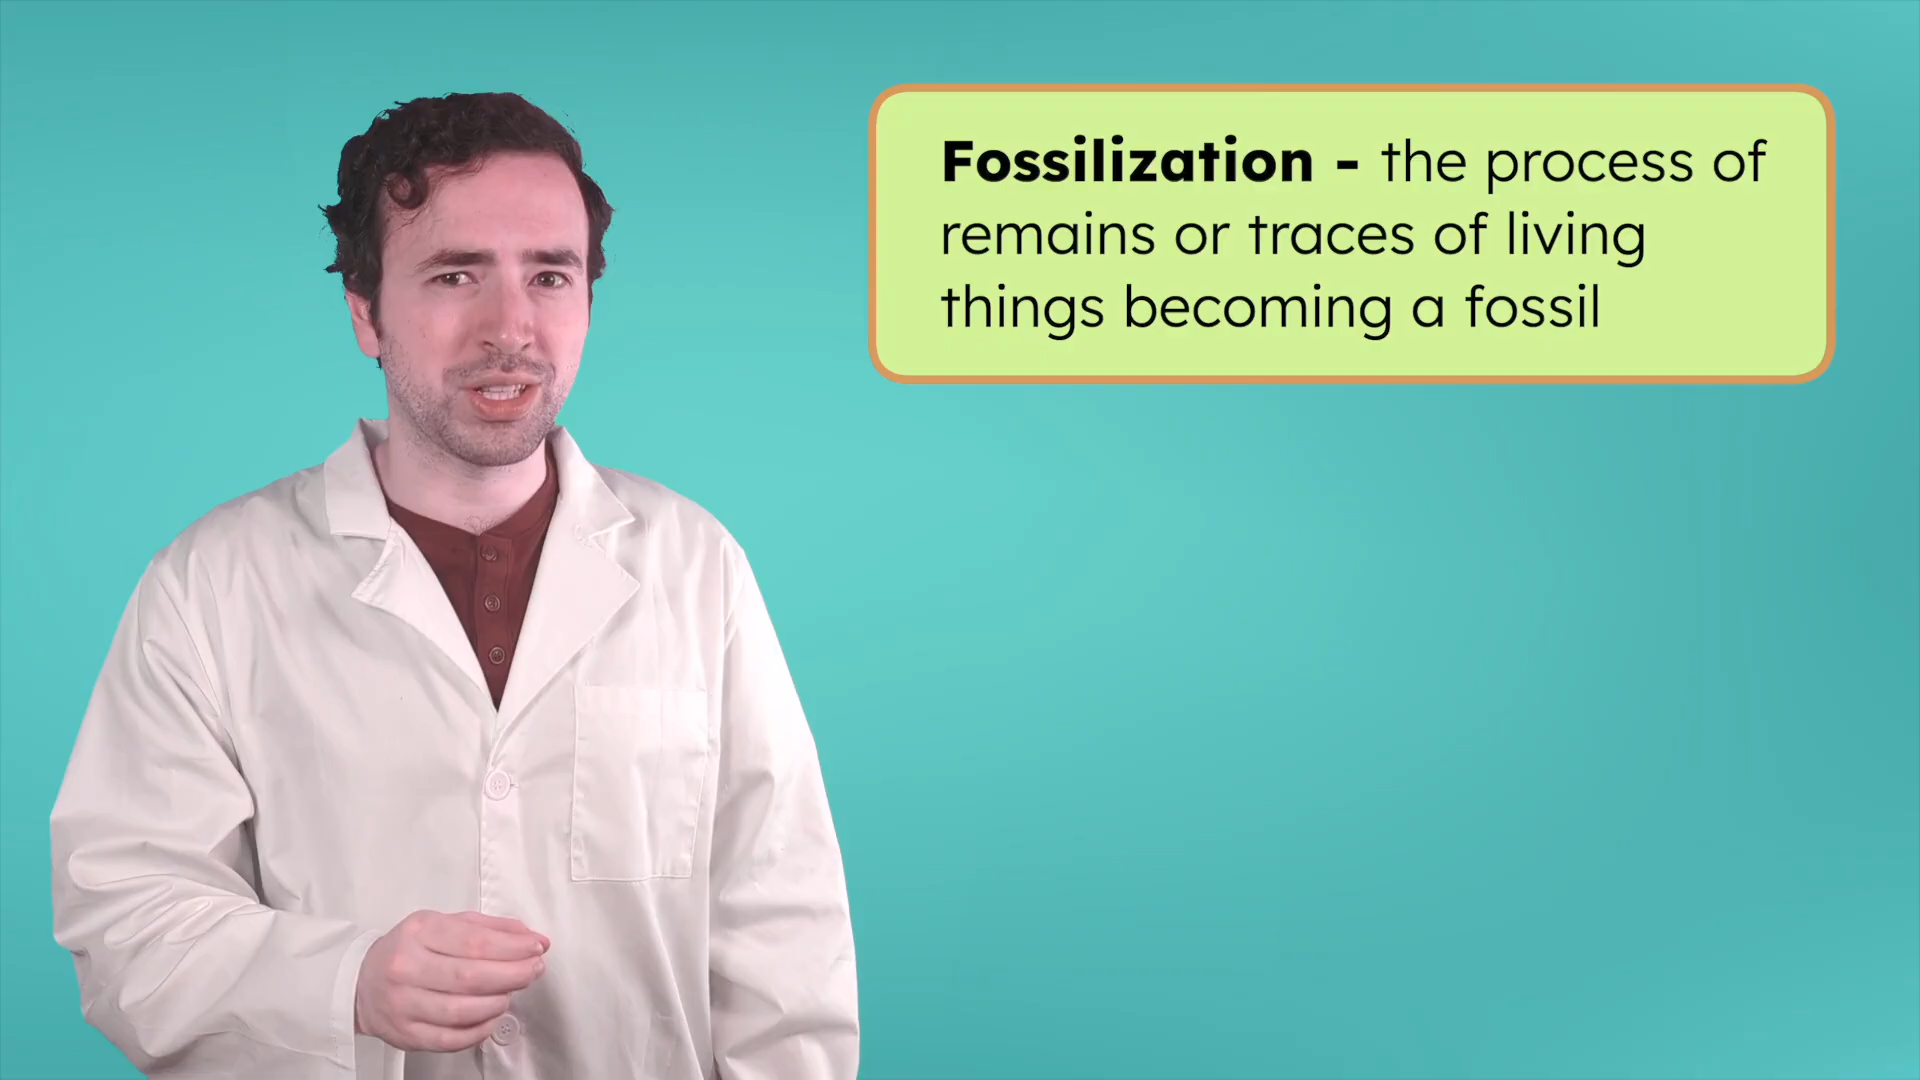 Fossilization - the process of
remains or traces of living
things becoming a fossil